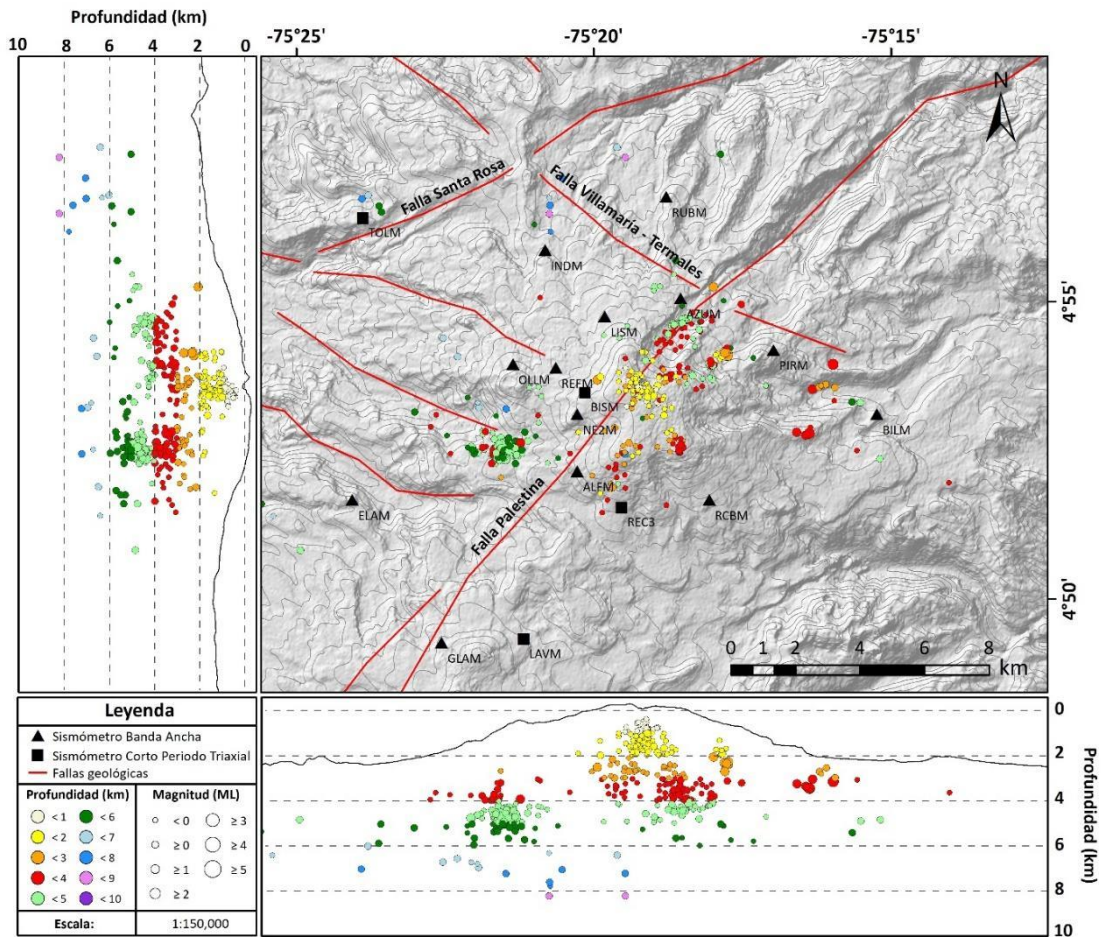 Profundidad (km)
10 8 6 4 2 0
-75°25' -75°20' -75°15'
N
Falla Santa Rosa
Falla Villamaría - Termales
RUBM
TOLM
INDM
4°55'
AZUM
LISM
PIRM
OLLM
REFM
BISM
NE2M
BILM
ALFM
ELAM
REC3
RCBM
Falla Palestina
4°50'
GLAM
LAVM
0 1 2 4 6 8
km
Leyenda
Sismómetro Banda Ancha
Sismómetro Corto Periodo Triaxial
Fallas geológicas
Profundidad (km)
< 1 < 6
< 2 < 7
< 3 < 8
< 4 < 9
< 5 < 10
Magnitud (ML)
< 0 ≥ 3
≥ 0 ≥ 4
≥ 1 ≥ 5
≥ 2
Escala: 1:150,000
0
2
4
6
8
10
Profundidad (km)